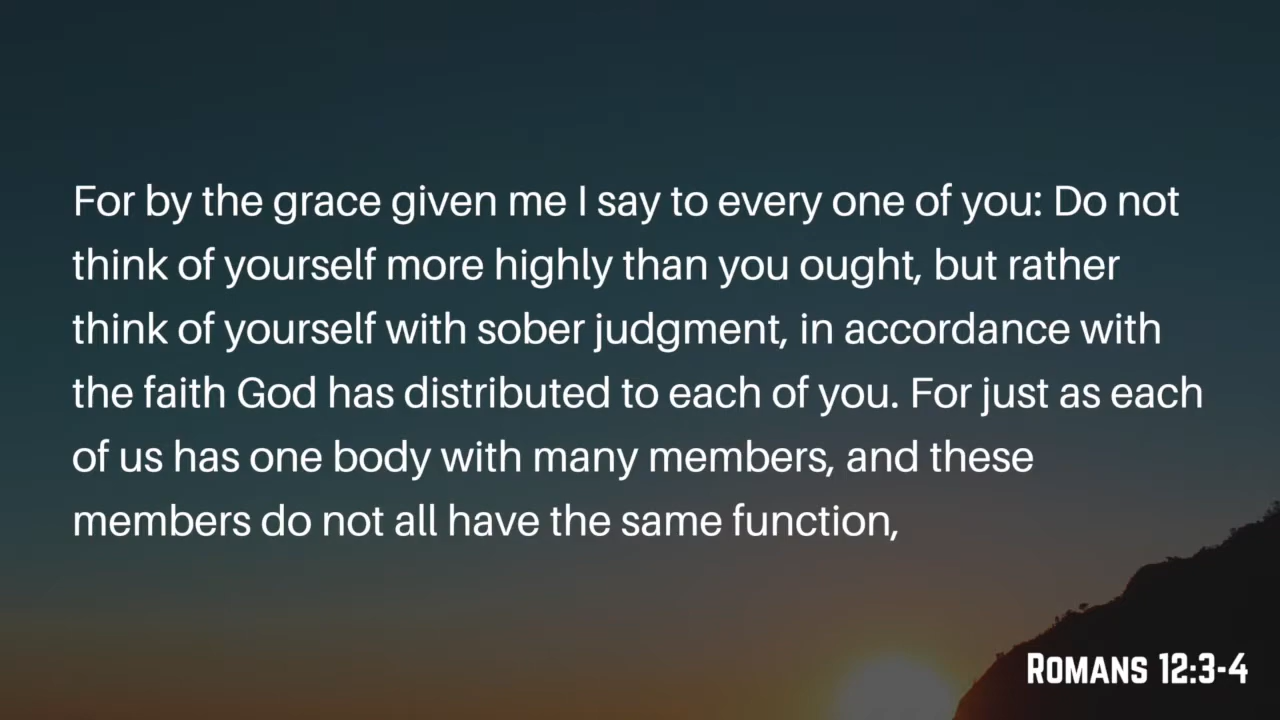 For by the grace given me I say to every one of you: Do not
think of yourself more highly than you ought, but rather
think of yourself with sober judgment, in accordance with
the faith God has distributed to each of you. For just as each
of us has one body with many members, and these
members do not all have the same function,
Romans 12:3-4